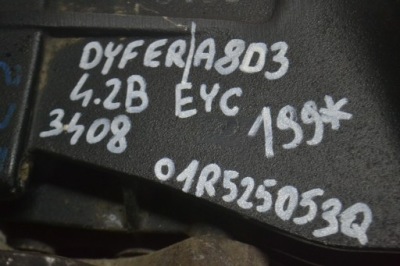 DYFER A8D3
4.2B EYC
3408 199*
01R525053Q